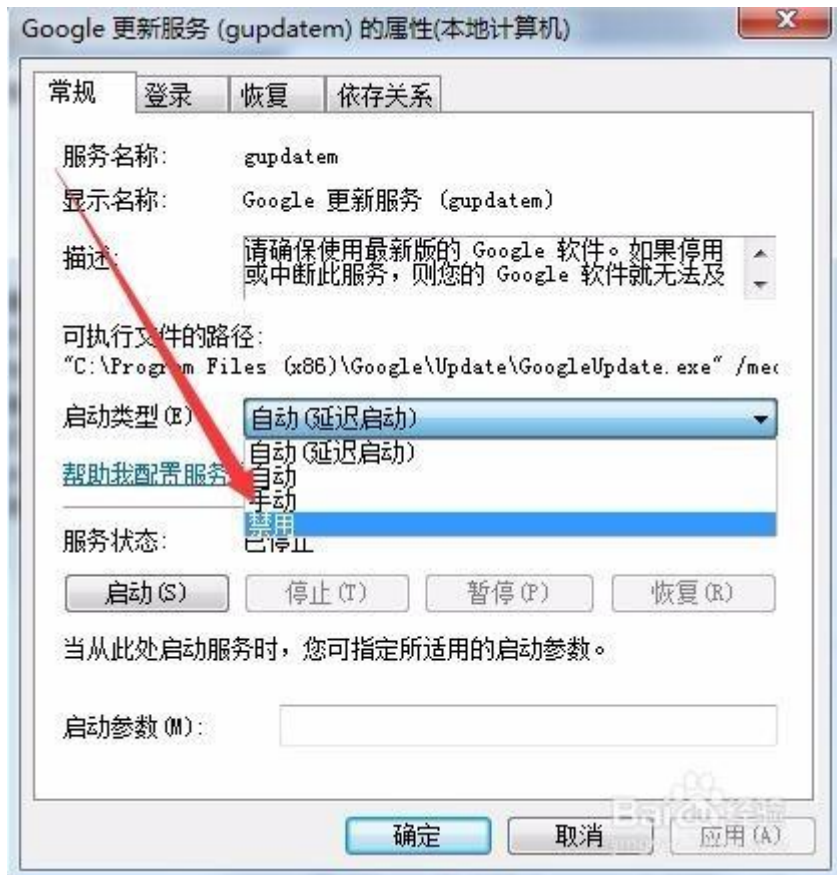 Google 更新服务 (gupdatem) 的属性(本地计算机)
常规 登录 恢复 依存关系
服务名称: gupdatem
显示名称: Google 更新服务 (gupdatem)
描述: 请确保使用最新版的 Google 软件。如果停用
或中断此服务，则您的 Google 软件就无法及
可执行文件的路径:
"C:\Program Files (x86)\Google\Update\GoogleUpdate.exe" /med
启动类型(E) 自动(延迟启动)
自动(延迟启动)
帮助我配置服务 自动
手动
禁用
服务状态: 已停止
启动(S) 停止(T) 暂停(P) 恢复(R)
当从此处启动服务时，您可指定所适用的启动参数。
启动参数(M):
Baidu经验
确定 取消 应用(A)